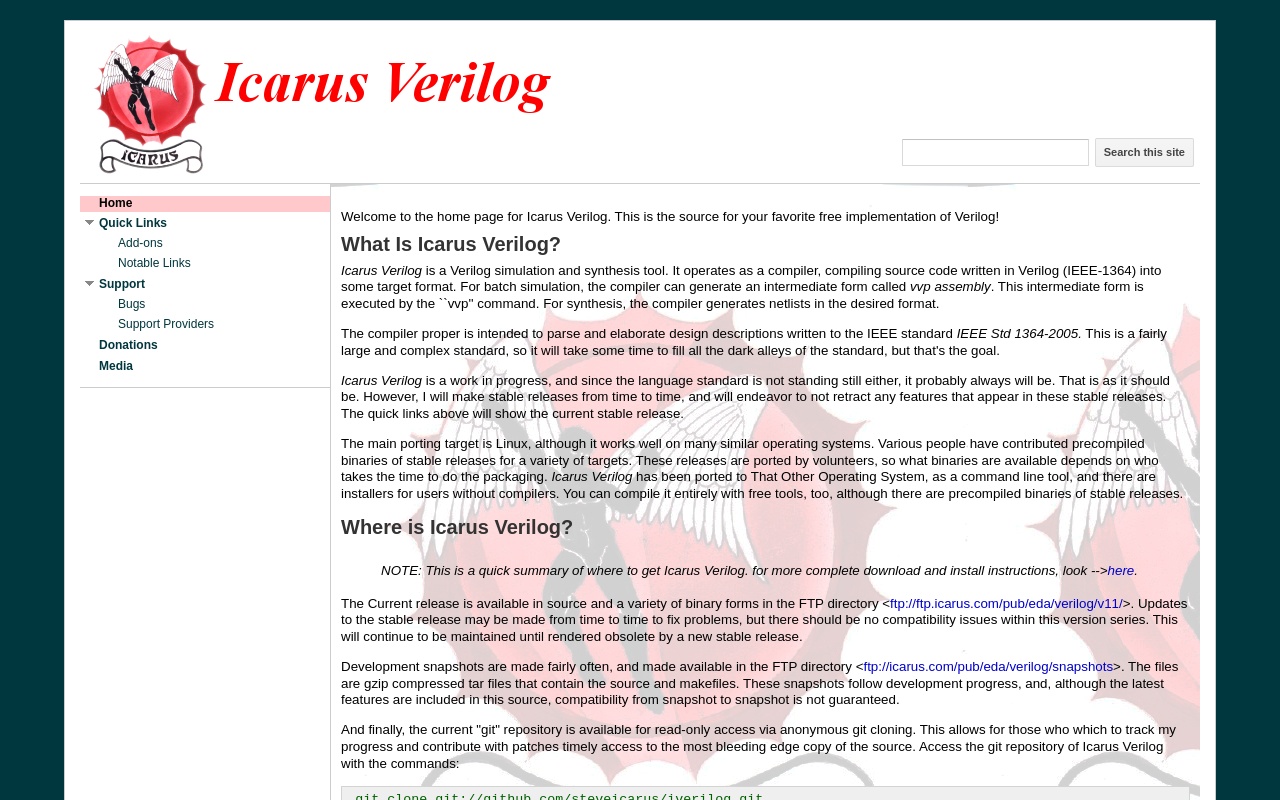 ICARUS
Icarus Verilog
Search this site
Home
Quick Links
Add-ons
Notable Links
Support
Bugs
Support Providers
Donations
Media
Welcome to the home page for Icarus Verilog. This is the source for your favorite free implementation of Verilog!
What Is Icarus Verilog?
Icarus Verilog is a Verilog simulation and synthesis tool. It operates as a compiler, compiling source code written in Verilog (IEEE-1364) into
some target format. For batch simulation, the compiler can generate an intermediate form called vvp assembly. This intermediate form is
executed by the ``vvp'' command. For synthesis, the compiler generates netlists in the desired format.
The compiler proper is intended to parse and elaborate design descriptions written to the IEEE standard IEEE Std 1364-2005. This is a fairly
large and complex standard, so it will take some time to fill all the dark alleys of the standard, but that's the goal.
Icarus Verilog is a work in progress, and since the language standard is not standing still either, it probably always will be. That is as it should
be. However, I will make stable releases from time to time, and will endeavor to not retract any features that appear in these stable releases.
The quick links above will show the current stable release.
The main porting target is Linux, although it works well on many similar operating systems. Various people have contributed precompiled
binaries of stable releases for a variety of targets. These releases are ported by volunteers, so what binaries are available depends on who
takes the time to do the packaging. Icarus Verilog has been ported to That Other Operating System, as a command line tool, and there are
installers for users without compilers. You can compile it entirely with free tools, too, although there are precompiled binaries of stable releases.
Where is Icarus Verilog?
NOTE: This is a quick summary of where to get Icarus Verilog. for more complete download and install instructions, look -->here.
The Current release is available in source and a variety of binary forms in the FTP directory <ftp://ftp.icarus.com/pub/eda/verilog/v11/>. Updates
to the stable release may be made from time to time to fix problems, but there should be no compatibility issues within this version series. This
will continue to be maintained until rendered obsolete by a new stable release.
Development snapshots are made fairly often, and made available in the FTP directory <ftp://icarus.com/pub/eda/verilog/snapshots>. The files
are gzip compressed tar files that contain the source and makefiles. These snapshots follow development progress, and, although the latest
features are included in this source, compatibility from snapshot to snapshot is not guaranteed.
And finally, the current "git" repository is available for read-only access via anonymous git cloning. This allows for those who which to track my
progress and contribute with patches timely access to the most bleeding edge copy of the source. Access the git repository of Icarus Verilog
with the commands:
git clone git://github.com/steveicarus/iverilog.git